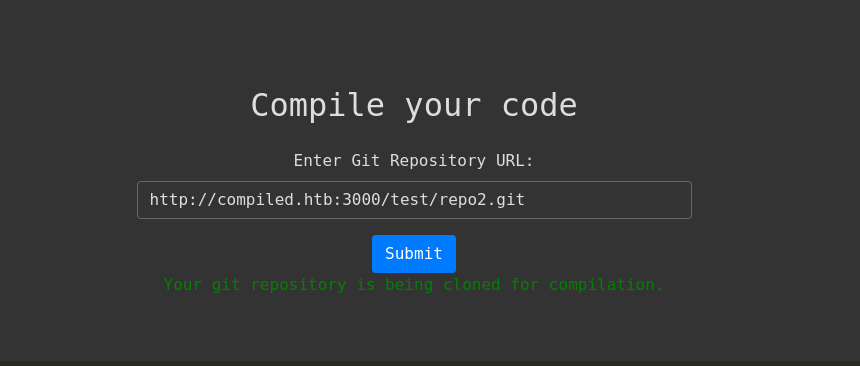 Compile your code
Enter Git Repository URL:
http://compiled.htb:3000/test/repo2.git
Submit
Your git repository is being cloned for compilation.